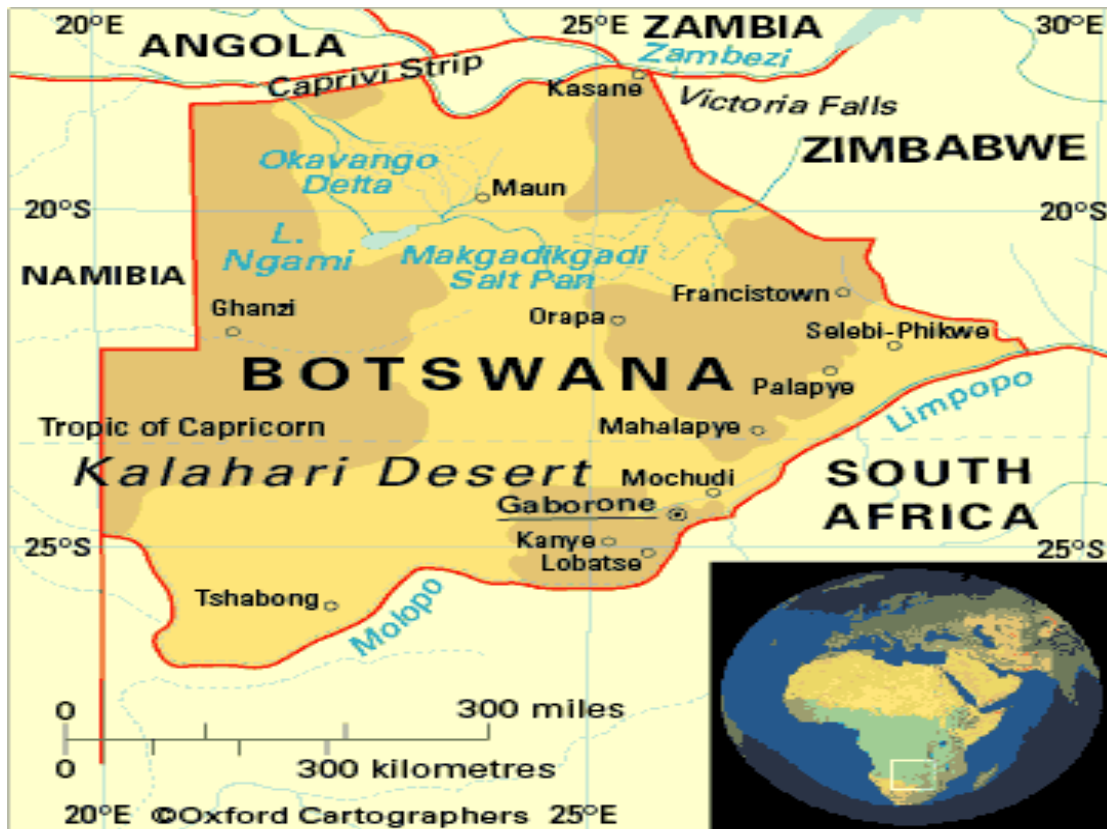 20°E
25°E
ZAMBIA
30°E
ANGOLA
Zambezi
Caprivi Strip
Kasane
Victoria Falls
ZIMBABWE
Okavango
Delta
Maun
20°S
20°S
L.
Ngami
Makgadikgadi
Salt Pan
NAMIBIA
Ghanzi
Francistown
Orapa
Selebi-Phikwe
BOTSWANA
Palapye
Limpopo
Tropic of Capricorn
Mahalapye
Kalahari Desert
Mochudi
SOUTH
AFRICA
Gaborone
25°S
Kanye
25°S
Lobatse
Tshabong
Molopo
0
300 miles
0
300 kilometres
20°E
©Oxford Cartographers
25°E